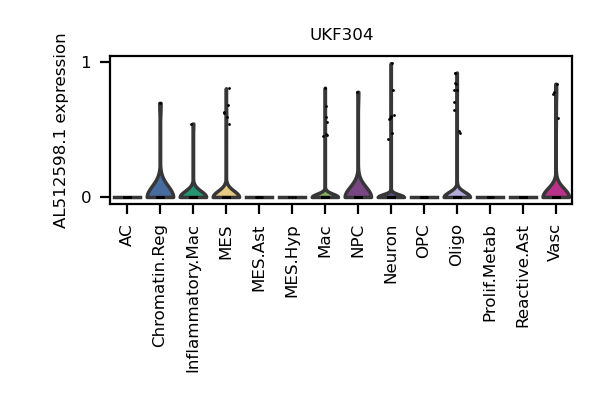 UKF304
AL512598.1 expression
1
0
AC
Chromatin.Reg
Inflammatory.Mac
MES
MES.Ast
MES.Hyp
Mac
NPC
Neuron
OPC
Oligo
Prolif.Metab
Reactive.Ast
Vasc